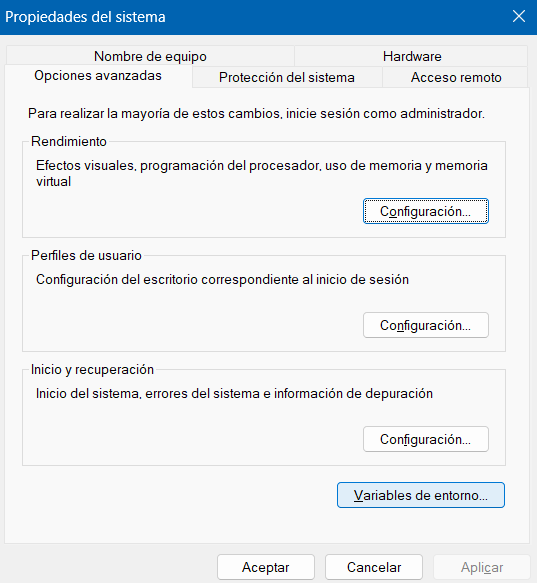 Propiedades del sistema
Nombre de equipo
Hardware
Opciones avanzadas
Protección del sistema
Acceso remoto
Para realizar la mayoría de estos cambios, inicie sesión como administrador.
Rendimiento
Efectos visuales, programación del procesador, uso de memoria y memoria
virtual
Configuración...
Perfiles de usuario
Configuración del escritorio correspondiente al inicio de sesión
Configuración...
Inicio y recuperación
Inicio del sistema, errores del sistema e información de depuración
Configuración...
Variables de entorno...
Aceptar
Cancelar
Aplicar